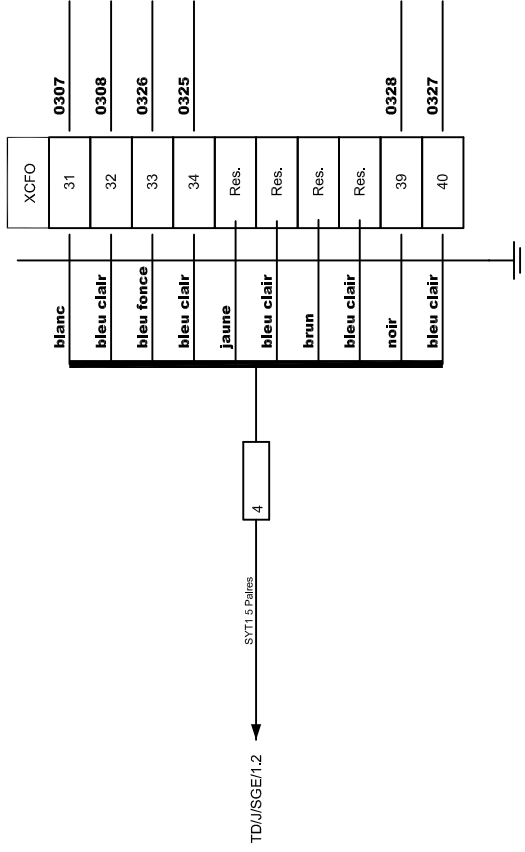 0307
0308
0326
0325
0328
0327
XCFO
31
32
33
34
Res.
Res.
Res.
Res.
39
40
blanc
bleu clair
bleu fonce
bleu clair
jaune
bleu clair
brun
bleu clair
noir
bleu clair
4
SYT1 5 Paires
TD/J/SGE/1.2